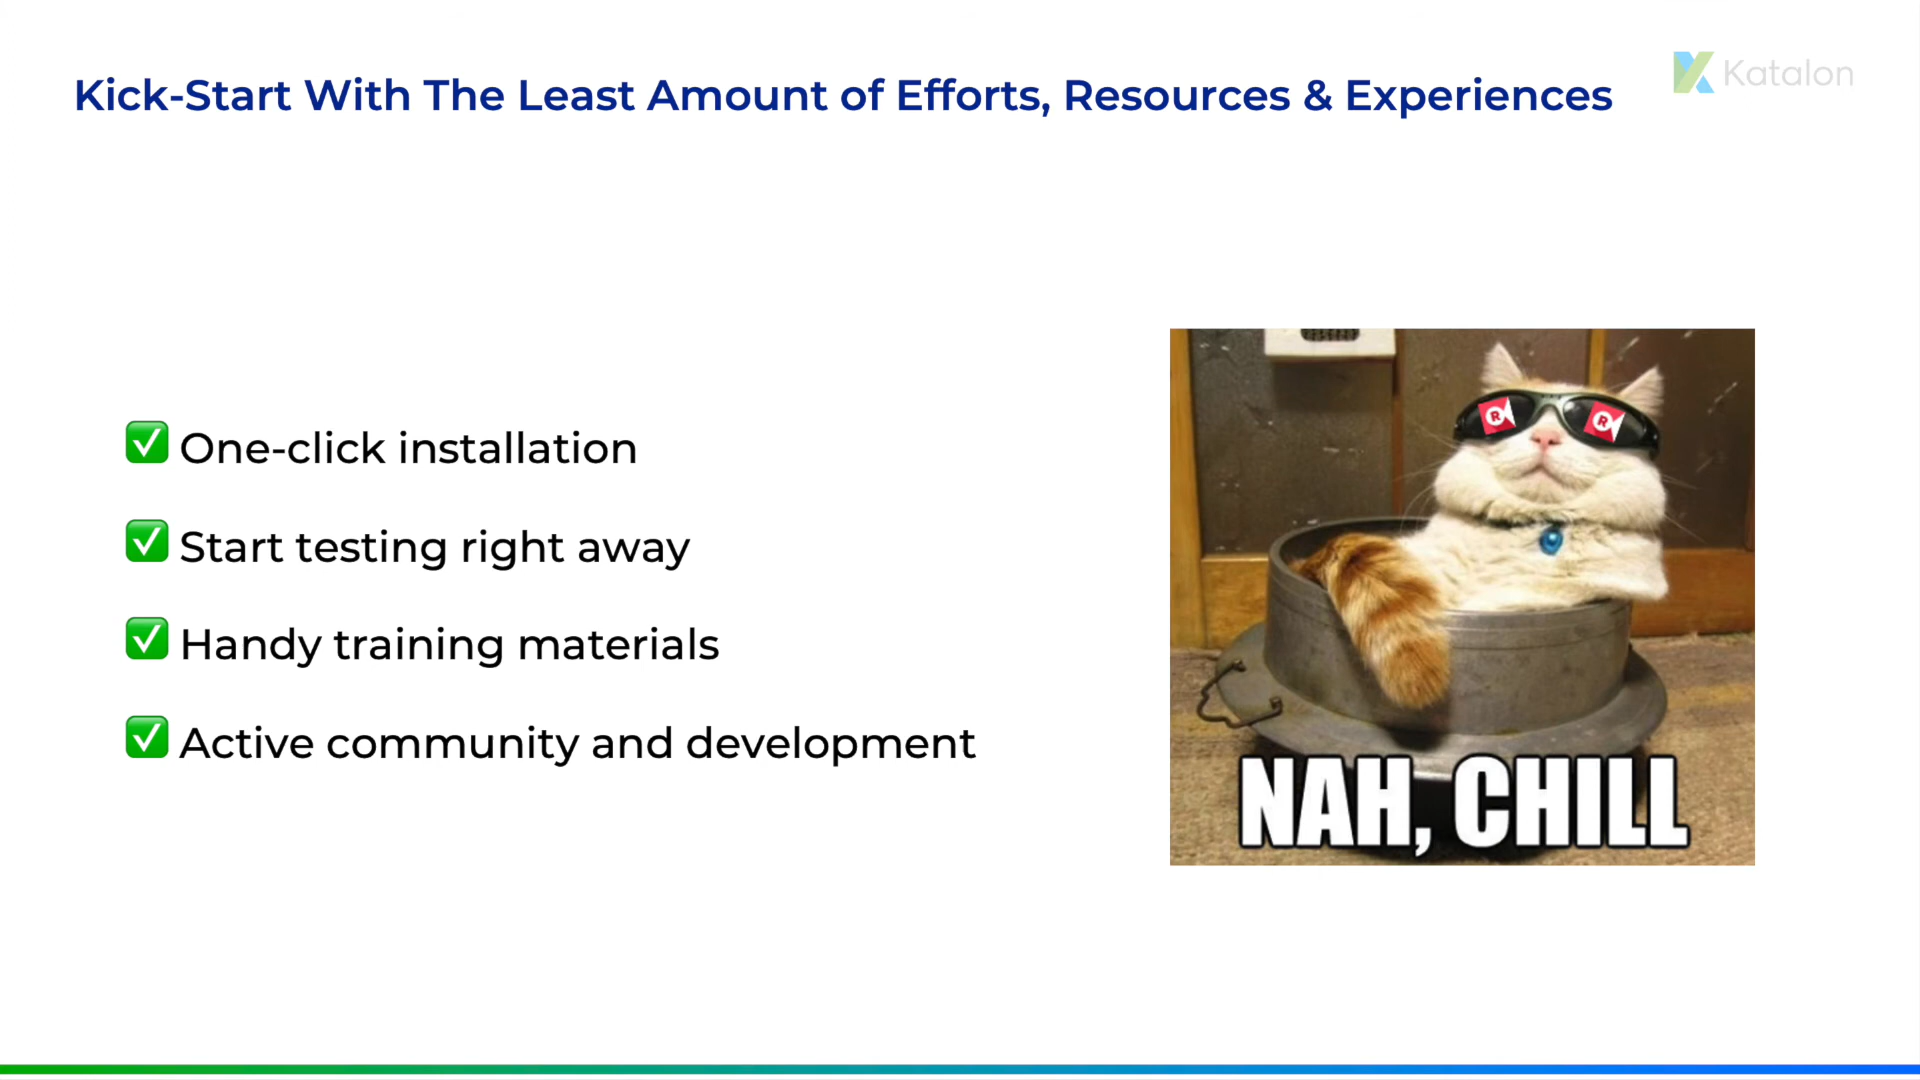 Kick-Start With The Least Amount of Efforts, Resources & Experiences
Katalon
One-click installation
Start testing right away
Handy training materials
Active community and development
R R
NAH, CHILL